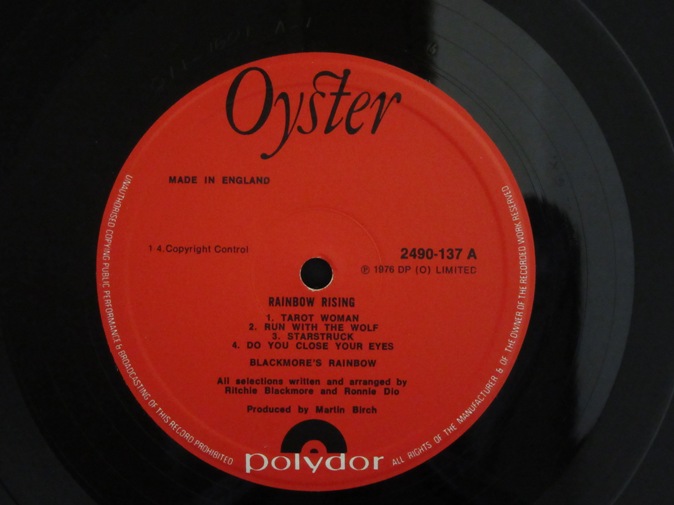 Oyster
MADE IN ENGLAND
1 4.Copyright Control
2490-137 A
℗ 1976 DP (O) LIMITED
RAINBOW RISING
1. TAROT WOMAN
2. RUN WITH THE WOLF
3. STARSTRUCK
4. DO YOU CLOSE YOUR EYES
BLACKMORE'S RAINBOW
All selections written and arranged by
Ritchie Blackmore and Ronnie Dio
Produced by Martin Birch
polydor
ALL RIGHTS OF THE MANUFACTURER & OF THE OWNER OF THE RECORDED WORK RESERVED
UNAUTHORISED COPYING PUBLIC PERFORMANCE & BROADCASTING OF THIS RECORD PROHIBITED